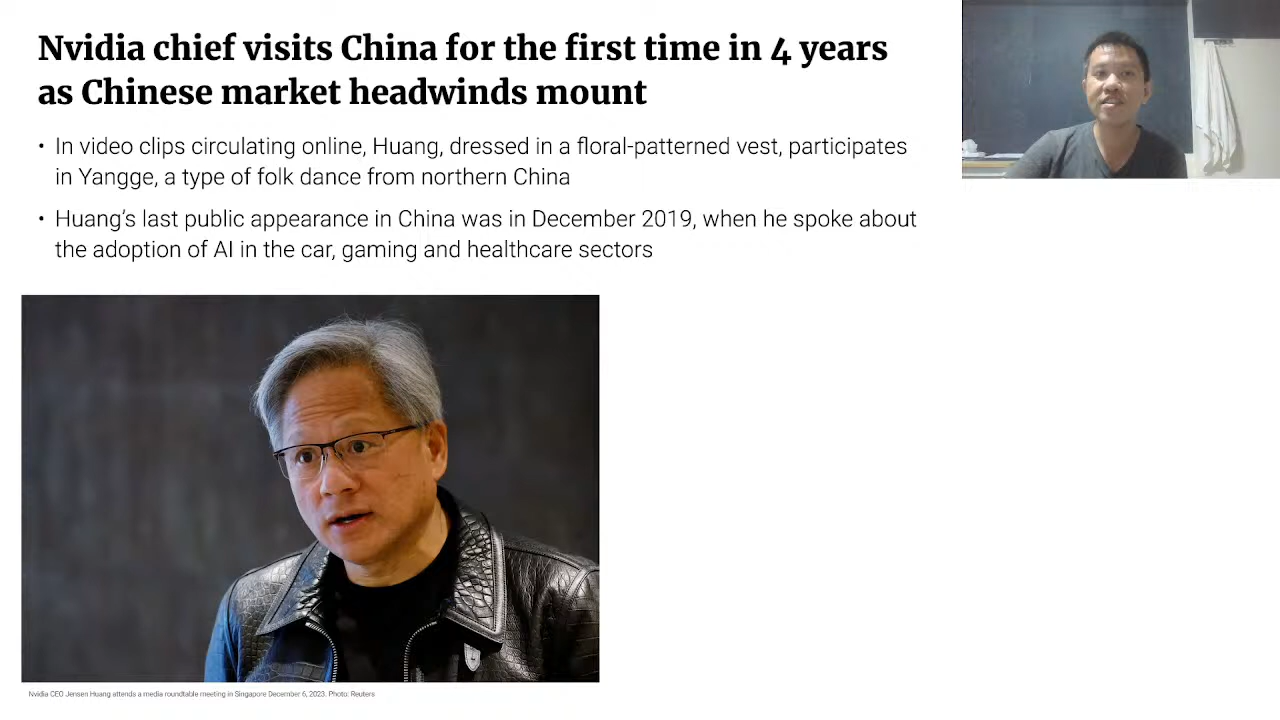 Nvidia chief visits China for the first time in 4 years
as Chinese market headwinds mount
• In video clips circulating online, Huang, dressed in a floral-patterned vest, participates
in Yangge, a type of folk dance from northern China
• Huang’s last public appearance in China was in December 2019, when he spoke about
the adoption of AI in the car, gaming and healthcare sectors
Nvidia CEO Jensen Huang attends a media roundtable meeting in Singapore December 6, 2023. Photo: Reuters